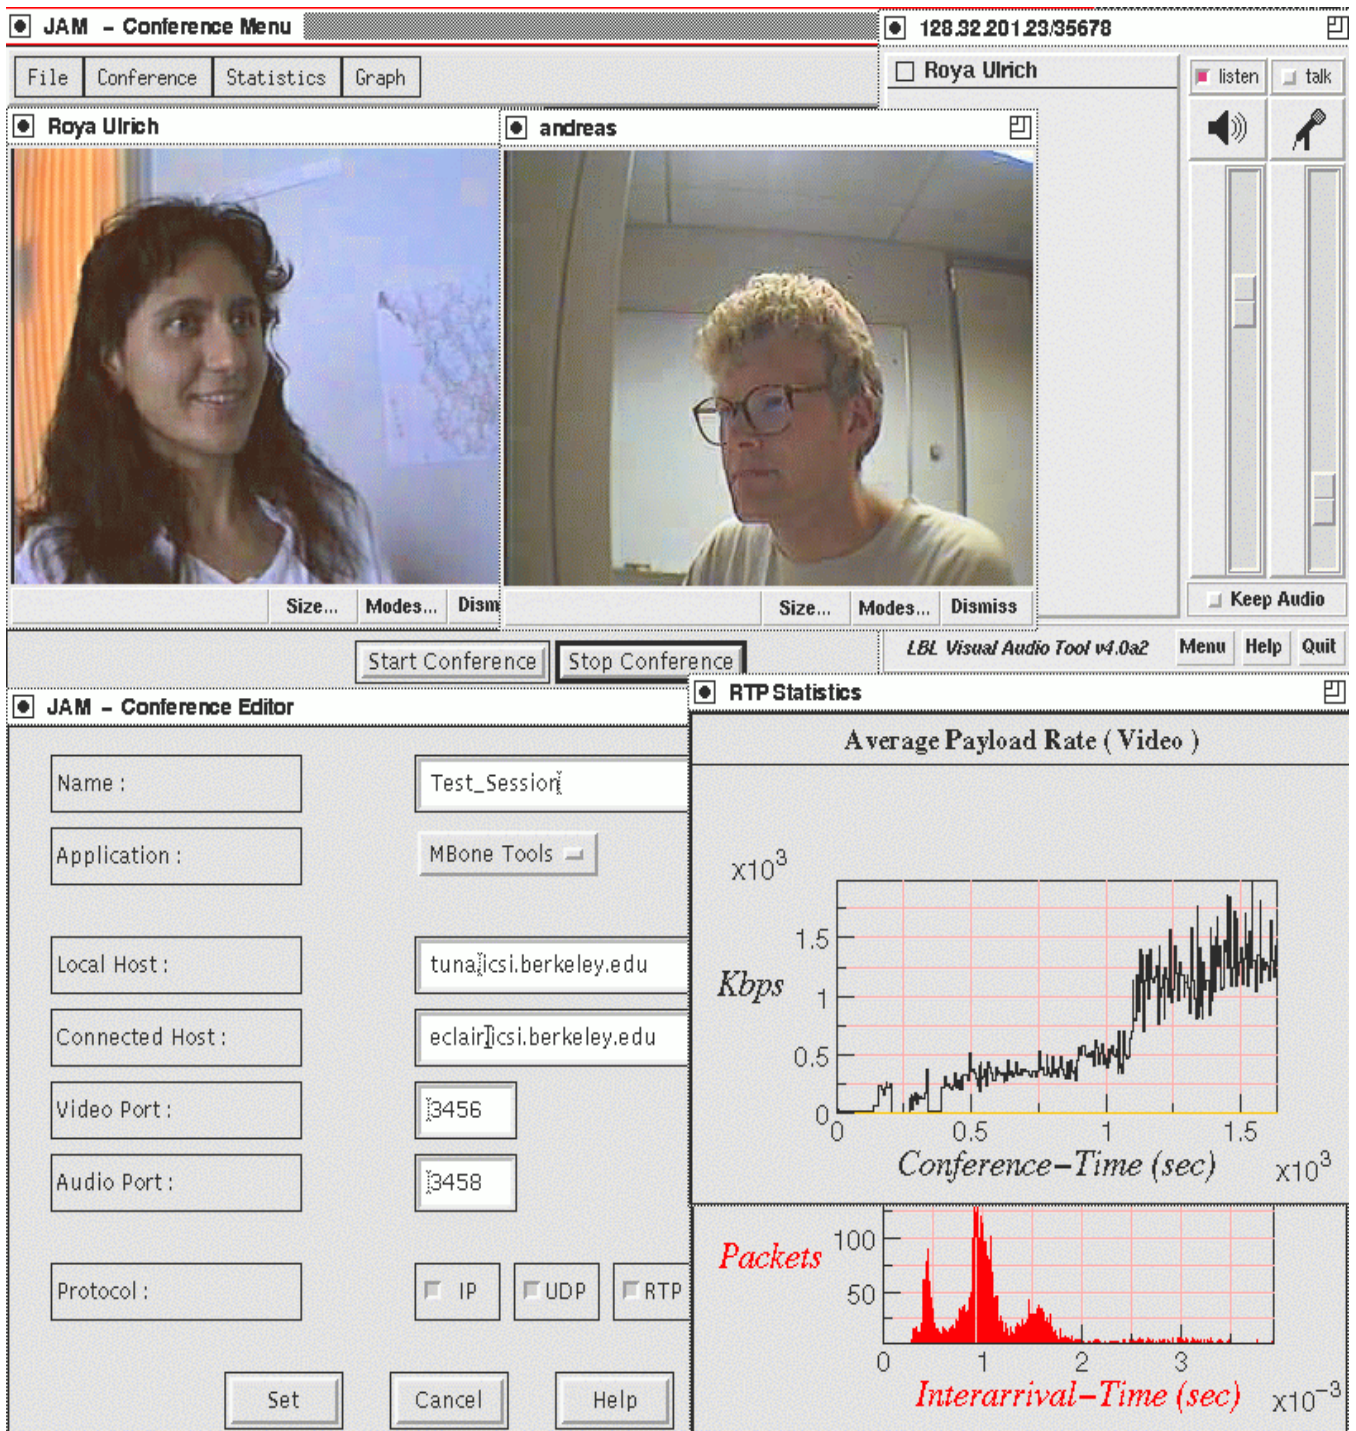 JAM – Conference Menu
128.32.201.23/35678
File Conference Statistics Graph
Roya Ulrich
listen talk
Roya Ulrich
andreas
Size... Modes... Dism
Size... Modes... Dismiss
Keep Audio
Start Conference Stop Conference
LBL Visual Audio Tool v4.0a2 Menu Help Quit
JAM – Conference Editor
Name : Test_Session
Application : MBone Tools
Local Host : tuna.icsi.berkeley.edu
Connected Host : eclair.icsi.berkeley.edu
Video Port : 3456
Audio Port : 3458
Protocol : IP UDP RTP
Set Cancel Help
RTP Statistics
Average Payload Rate ( Video )
x10³
1.5
Kbps
1
0.5
0
0 0.5 1 1.5
Conference–Time (sec) x10³
Packets
100
50
0 1 2 3
Interarrival–Time (sec) x10⁻³